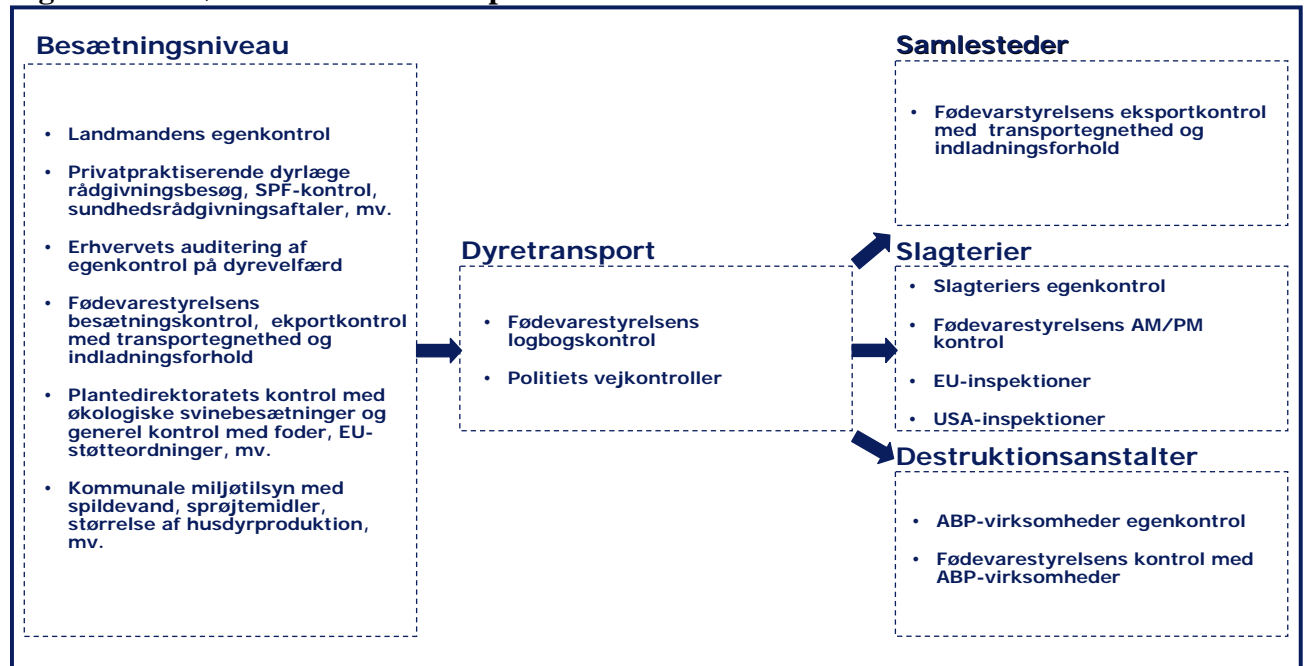 Besætningsniveau
• Landmandens egenkontrol
• Privatpraktiserende dyrlæge
rådgivningsbesøg, SPF-kontrol,
sundhedsrådgivningsaftaler, mv.
• Erhvervets auditering af
egenkontrol på dyrevelfærd
• Fødevarestyrelsens
besætningskontrol, ekportkontrol
med transportegnethed og
indladningsforhold
• Plantedirektoratets kontrol med
økologiske svinebesætninger og
generel kontrol med foder, EU-
støtteordninger, mv.
• Kommunale miljøtilsyn med
spildevand, sprøjtemidler,
størrelse af husdyrproduktion,
mv.
Dyretransport
• Fødevarestyrelsens
logbogskontrol
• Politiets vejkontroller
Samlesteder
• Fødevarstyrelsens eksportkontrol
med transportegnethed og
indladningsforhold
Slagterier
• Slagteriers egenkontrol
• Fødevarestyrelsens AM/PM
kontrol
• EU-inspektioner
• USA-inspektioner
Destruktionsanstalter
• ABP-virksomheder egenkontrol
• Fødevarestyrelsens kontrol med
ABP-virksomheder